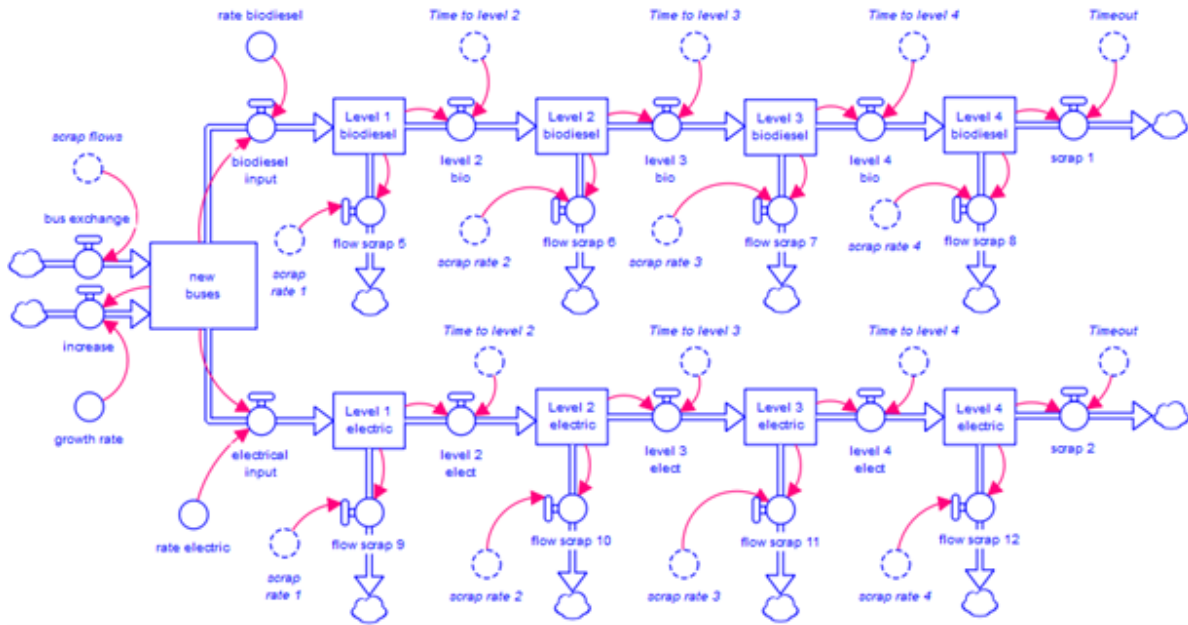 rate biodiesel
Time to level 2
Time to level 3
Time to level 4
Timeout
scrap flows
Level 1
biodiesel
Level 2
biodiesel
Level 3
biodiesel
Level 4
biodiesel
biodiesel
input
level 2
bio
level 3
bio
level 4
bio
scrap 1
bus exchange
scrap
rate 1
flow scrap 5
scrap rate 2
flow scrap 6
scrap rate 3
flow scrap 7
scrap rate 4
flow scrap 8
new
buses
increase
growth rate
Time to level 2
Time to level 3
Time to level 4
Timeout
Level 1
electric
Level 2
electric
Level 3
electric
Level 4
electric
electrical
input
level 2
elect
level 3
elect
level 4
elect
scrap 2
rate electric
scrap
rate 1
flow scrap 9
scrap rate 2
flow scrap 10
scrap rate 3
flow scrap 11
scrap rate 4
flow scrap 12